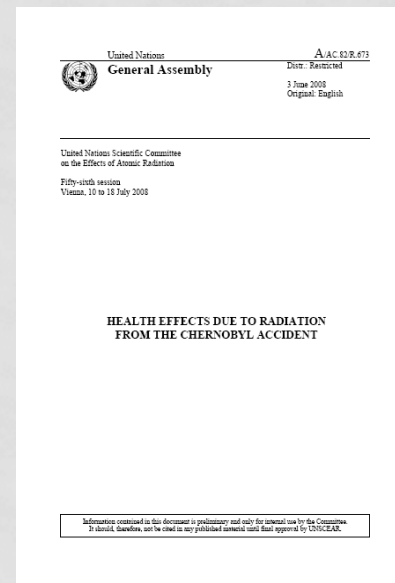 United Nations
A/AC.82/R.673
General Assembly
Distr.: Restricted
3 June 2008
Original: English
United Nations Scientific Committee
on the Effects of Atomic Radiation
Fifty-sixth session
Vienna, 10 to 18 July 2008
HEALTH EFFECTS DUE TO RADIATION
FROM THE CHERNOBYL ACCIDENT
Information contained in this document is preliminary and only for internal use by the Committee.
It should, therefore, not be cited in any published material until final approval by UNSCEAR.